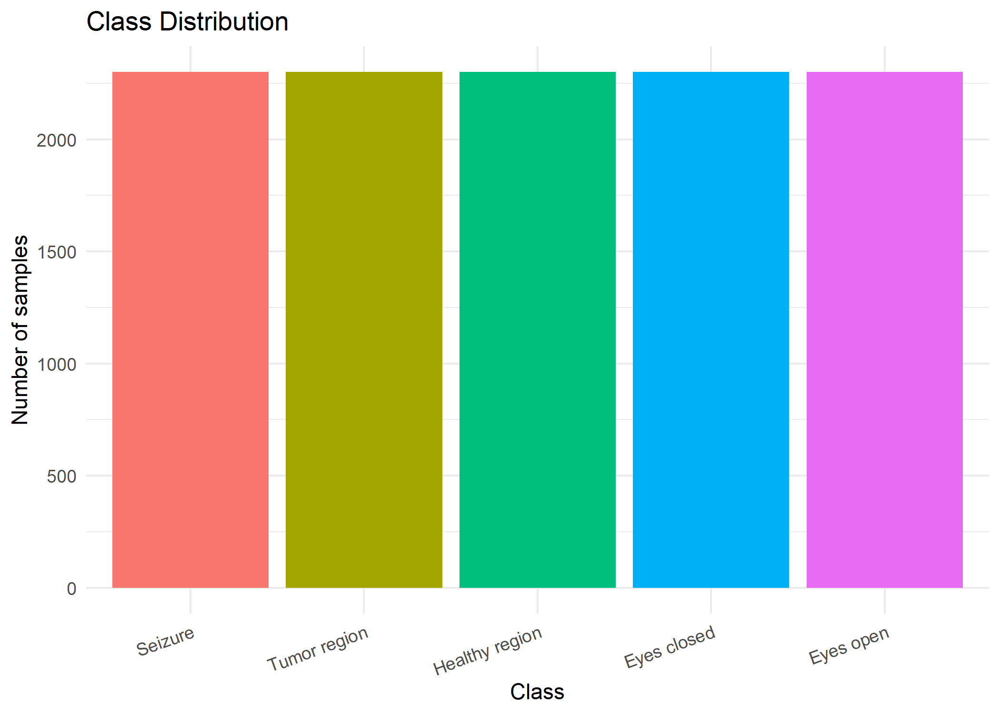 Class Distribution
Number of samples
2000
1500
1000
500
0
Seizure
Tumor region
Healthy region
Eyes closed
Eyes open
Class